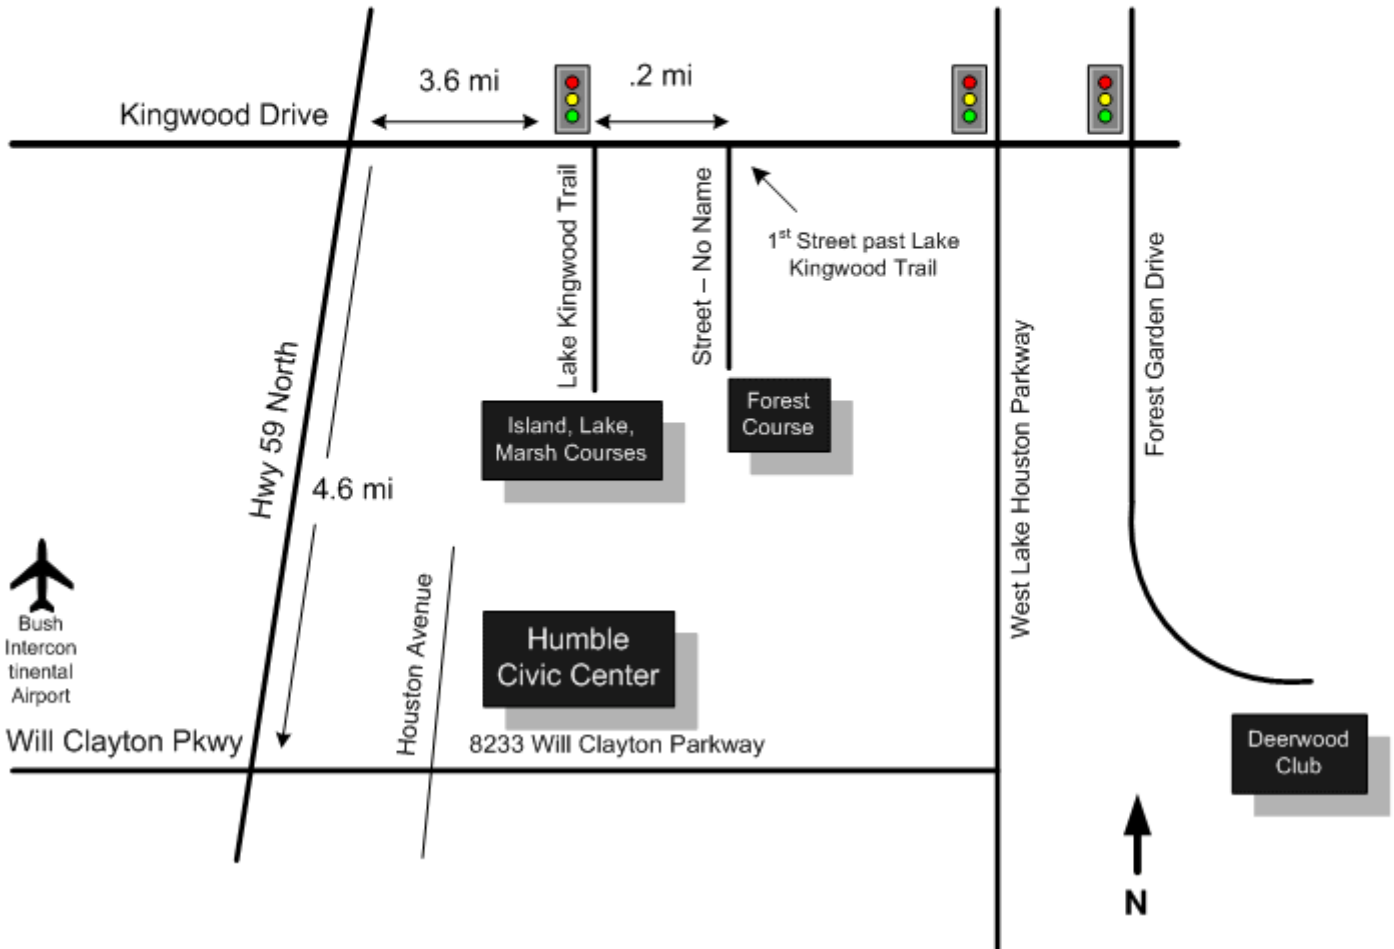 3.6 mi
.2 mi
Kingwood Drive
Lake Kingwood Trail
Street – No Name
1st Street past Lake
Kingwood Trail
Hwy 59 North
4.6 mi
West Lake Houston Parkway
Forest Garden Drive
Island, Lake,
Marsh Courses
Forest
Course
Bush
Intercon
tinental
Airport
Houston Avenue
Humble
Civic Center
Will Clayton Pkwy
8233 Will Clayton Parkway
Deerwood
Club
N